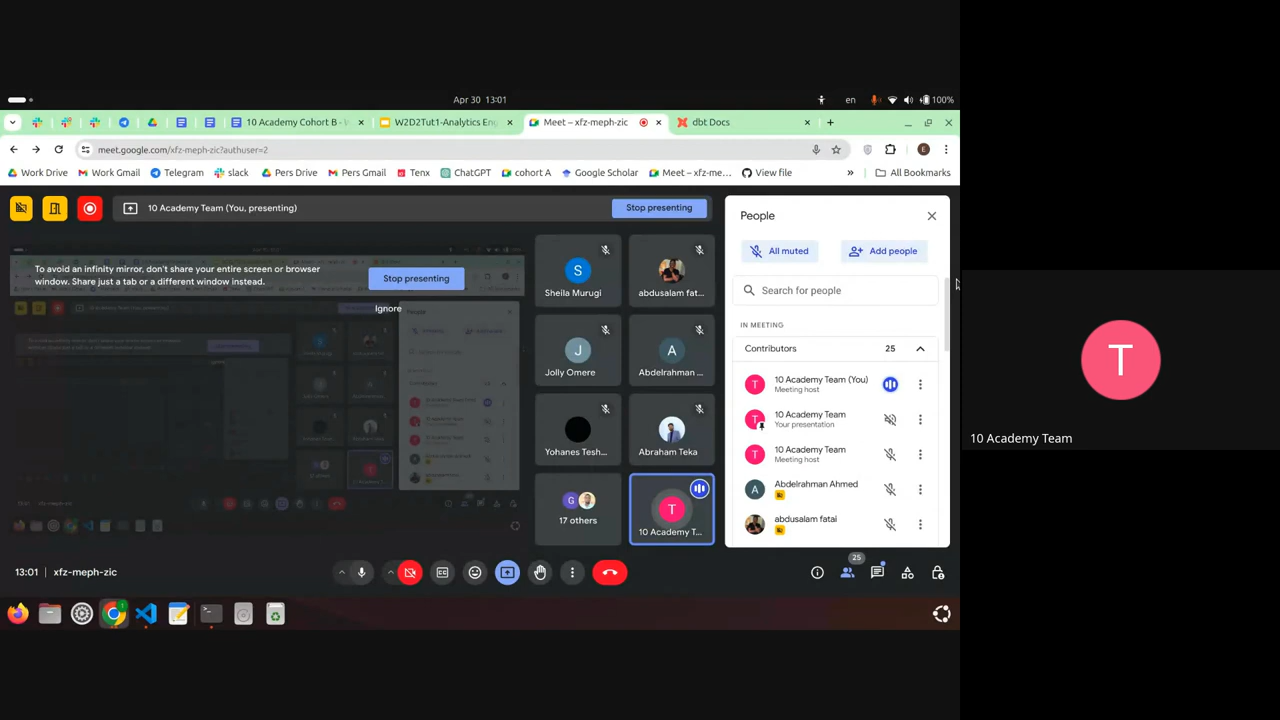 Apr 30 13:01
en
100%
10 Academy Cohort B - W
W2D2Tut1-Analytics Eng
Meet – xfz-meph-zic
dbt Docs
meet.google.com/xfz-meph-zic?authuser=2
E
Work Drive
Work Gmail
Telegram
slack
Pers Drive
Pers Gmail
Tenx
ChatGPT
cohort A
Google Scholar
Meet – xfz-me...
View file
All Bookmarks
10 Academy Team (You, presenting)
Stop presenting
To avoid an infinity mirror, don't share your entire screen or browser
window. Share just a tab or a different window instead.
Stop presenting
Ignore
S
Sheila Murugi
abdusalam fat...
J
Jolly Omere
A
Abdelrahman ...
Yohanes Tesh...
Abraham Teka
G
17 others
T
10 Academy T...
People
All muted
Add people
Search for people
IN MEETING
Contributors
25
T
10 Academy Team (You)
Meeting host
T
10 Academy Team
Your presentation
T
10 Academy Team
Meeting host
A
Abdelrahman Ahmed
abdusalam fatai
13:01
xfz-meph-zic
25
T
10 Academy Team